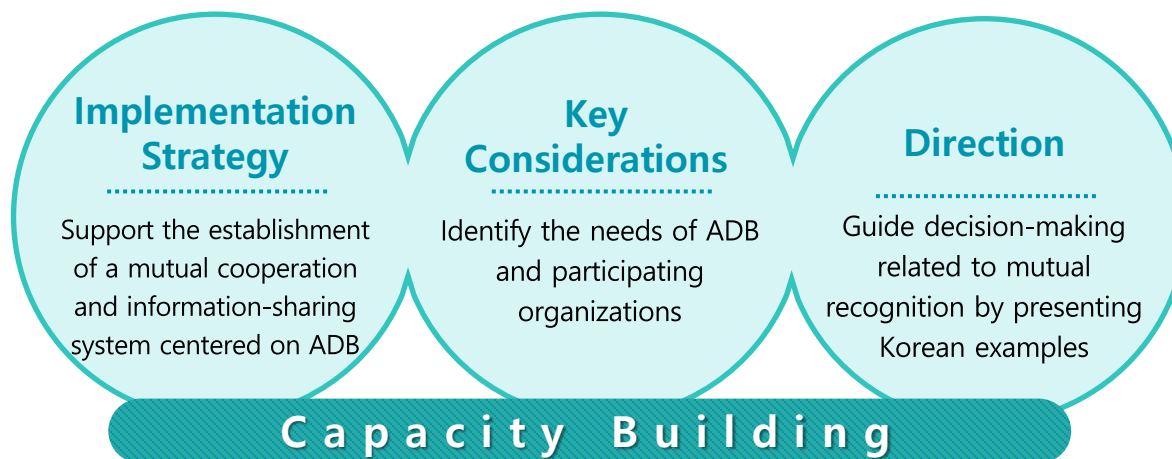 Implementation
Strategy
Support the establishment
of a mutual cooperation
and information-sharing
system centered on ADB
Key
Considerations
Identify the needs of ADB
and participating
organizations
Direction
Guide decision-making
related to mutual
recognition by presenting
Korean examples
Capacity Building